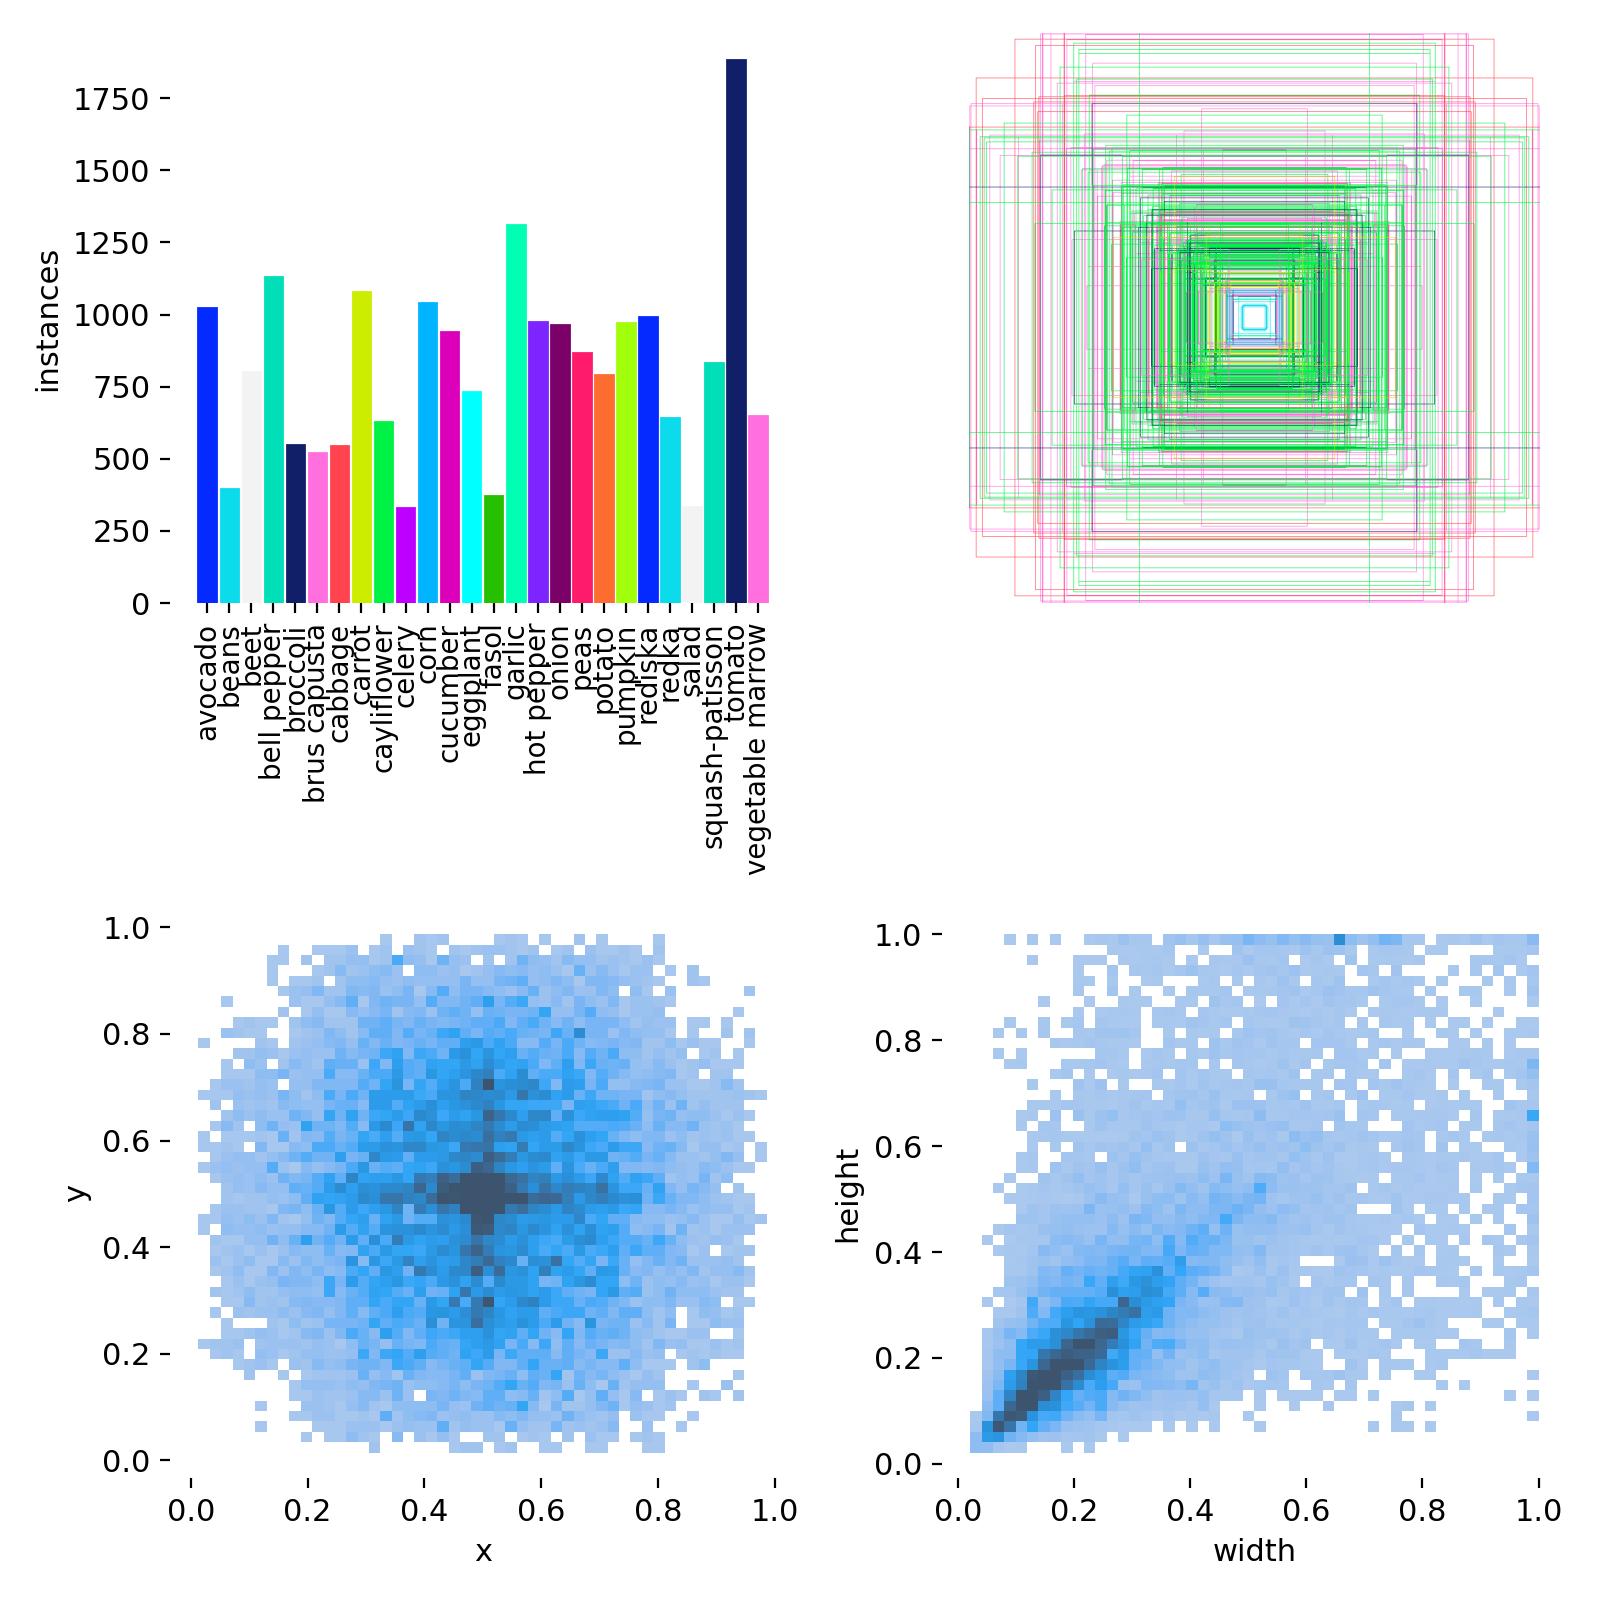 instances
1750
1500
1250
1000
750
500
250
0
avocado
beans
beet
bell pepper
broccoli
brus capusta
cabbage
carrot
cayliflower
celery
corn
cucumber
eggplant
fasol
garlic
hot pepper
onion
peas
potato
pumpkin
rediska
redka
salad
squash-patisson
tomato
vegetable marrow
y
1.0
0.8
0.6
0.4
0.2
0.0
0.0 0.2 0.4 0.6 0.8 1.0
x
height
1.0
0.8
0.6
0.4
0.2
0.0
0.0 0.2 0.4 0.6 0.8 1.0
width